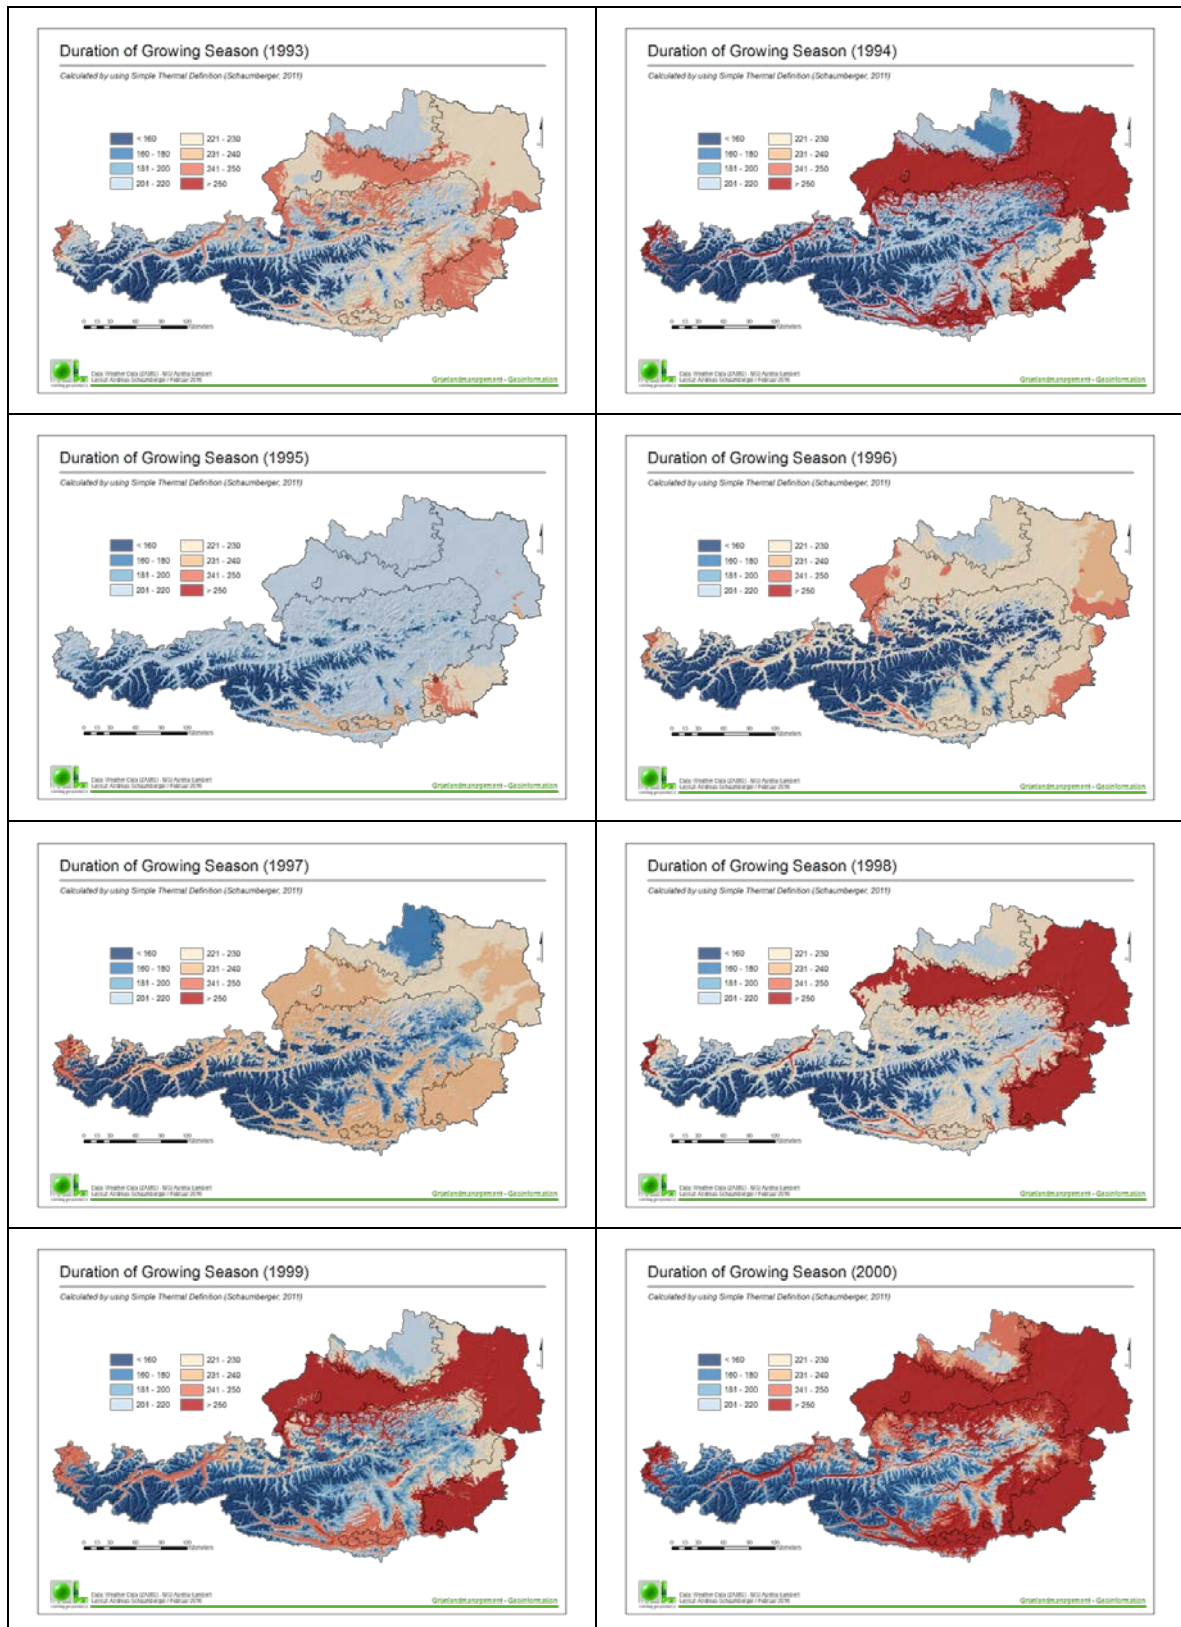 Duration of Growing Season (1993)
Calculated by using Simple Thermal Definition (Schaumberger, 2011)
< 160
160 - 180
181 - 200
201 - 220
221 - 230
231 - 240
241 - 250
> 250
Gruenlandmanagement - Geoinformation
Duration of Growing Season (1994)
Calculated by using Simple Thermal Definition (Schaumberger, 2011)
< 160
160 - 180
181 - 200
201 - 220
221 - 230
231 - 240
241 - 250
> 250
Gruenlandmanagement - Geoinformation
Duration of Growing Season (1995)
Calculated by using Simple Thermal Definition (Schaumberger, 2011)
< 160
160 - 180
181 - 200
201 - 220
221 - 230
231 - 240
241 - 250
> 250
Gruenlandmanagement - Geoinformation
Duration of Growing Season (1996)
Calculated by using Simple Thermal Definition (Schaumberger, 2011)
< 160
160 - 180
181 - 200
201 - 220
221 - 230
231 - 240
241 - 250
> 250
Gruenlandmanagement - Geoinformation
Duration of Growing Season (1997)
Calculated by using Simple Thermal Definition (Schaumberger, 2011)
< 160
160 - 180
181 - 200
201 - 220
221 - 230
231 - 240
241 - 250
> 250
Gruenlandmanagement - Geoinformation
Duration of Growing Season (1998)
Calculated by using Simple Thermal Definition (Schaumberger, 2011)
< 160
160 - 180
181 - 200
201 - 220
221 - 230
231 - 240
241 - 250
> 250
Gruenlandmanagement - Geoinformation
Duration of Growing Season (1999)
Calculated by using Simple Thermal Definition (Schaumberger, 2011)
< 160
160 - 180
181 - 200
201 - 220
221 - 230
231 - 240
241 - 250
> 250
Gruenlandmanagement - Geoinformation
Duration of Growing Season (2000)
Calculated by using Simple Thermal Definition (Schaumberger, 2011)
< 160
160 - 180
181 - 200
201 - 220
221 - 230
231 - 240
241 - 250
> 250
Gruenlandmanagement - Geoinformation